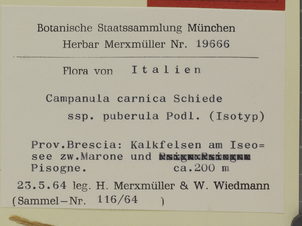 Botanische Staatssammlung München
Herbar Merxmüller Nr. 19666
Flora von Italien
Campanula carnica Schiede
ssp. puberula Podl. (Isotyp)
Prov.Brescia: Kalkfelsen am Iseo=
see zw.Marone und
Pisogne. ca.200 m
23.5.64 leg. H. Merxmüller & W. Wiedmann
(Sammel-Nr. 116/64 )